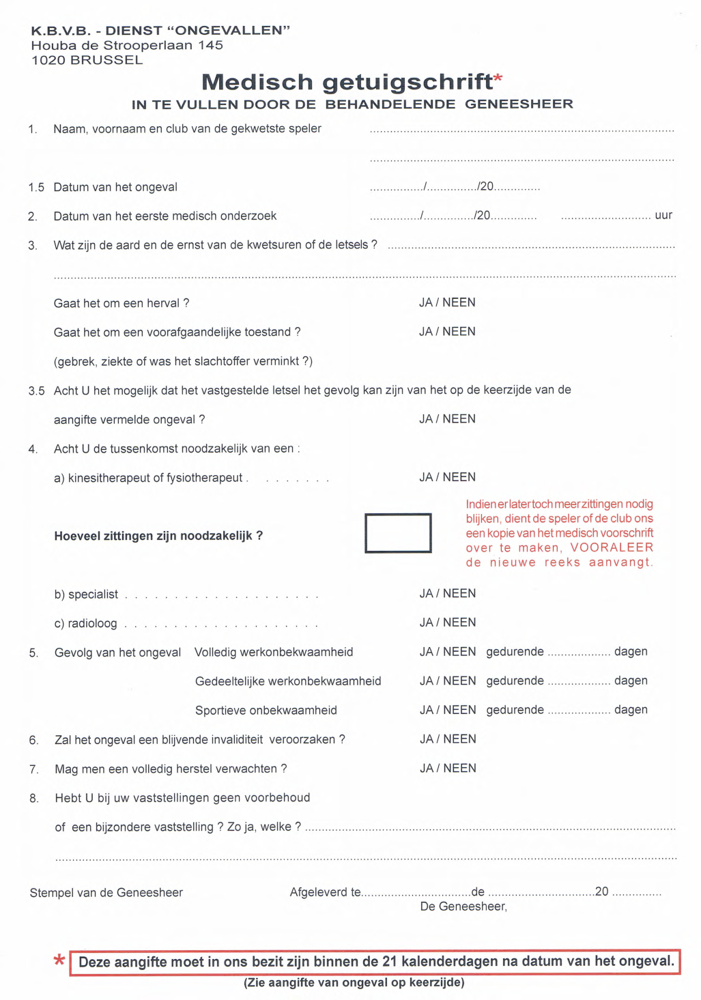 K.B.V.B. - DIENST “ONGEVALLEN”
Houba de Strooperlaan 145
1020 BRUSSEL
Medisch getuigschrift*
IN TE VULLEN DOOR DE BEHANDELENDE GENEESHEER
1. Naam, voornaam en club van de gekwetste speler ....................
....................
1.5 Datum van het ongeval ................/................/20..............
2. Datum van het eerste medisch onderzoek ................/................/20.............. .................... uur
3. Wat zijn de aard en de ernst van de kwetsuren of de letsels ? ....................
....................
Gaat het om een herval ? JA / NEEN
Gaat het om een voorafgaandelijke toestand ? JA / NEEN
(gebrek, ziekte of was het slachtoffer verminkt ?)
3.5 Acht U het mogelijk dat het vastgestelde letsel het gevolg kan zijn van het op de keerzijde van de
aangifte vermelde ongeval ? JA / NEEN
4. Acht U de tussenkomst noodzakelijk van een :
a) kinesitherapeut of fysiotherapeut . . . . . . . . JA / NEEN
Hoeveel zittingen zijn noodzakelijk ?
Indien er later toch meer zittingen nodig
blijken, dient de speler of de club ons
een kopie van het medisch voorschrift
over te maken, VOORALEER
de nieuwe reeks aanvangt.
b) specialist . . . . . . . . . . . . . . . . . . . . JA / NEEN
c) radioloog . . . . . . . . . . . . . . . . . . . . JA / NEEN
5. Gevolg van het ongeval Volledig werkonbekwaamheid JA / NEEN gedurende ................... dagen
Gedeeltelijke werkonbekwaamheid JA / NEEN gedurende ................... dagen
Sportieve onbekwaamheid JA / NEEN gedurende ................... dagen
6. Zal het ongeval een blijvende invaliditeit veroorzaken ? JA / NEEN
7. Mag men een volledig herstel verwachten ? JA / NEEN
8. Hebt U bij uw vaststellingen geen voorbehoud
of een bijzondere vaststelling ? Zo ja, welke ? ....................
....................
Stempel van de Geneesheer Afgeleverd te.................................de ................................20 ...............
De Geneesheer,
* Deze aangifte moet in ons bezit zijn binnen de 21 kalenderdagen na datum van het ongeval.
(Zie aangifte van ongeval op keerzijde)